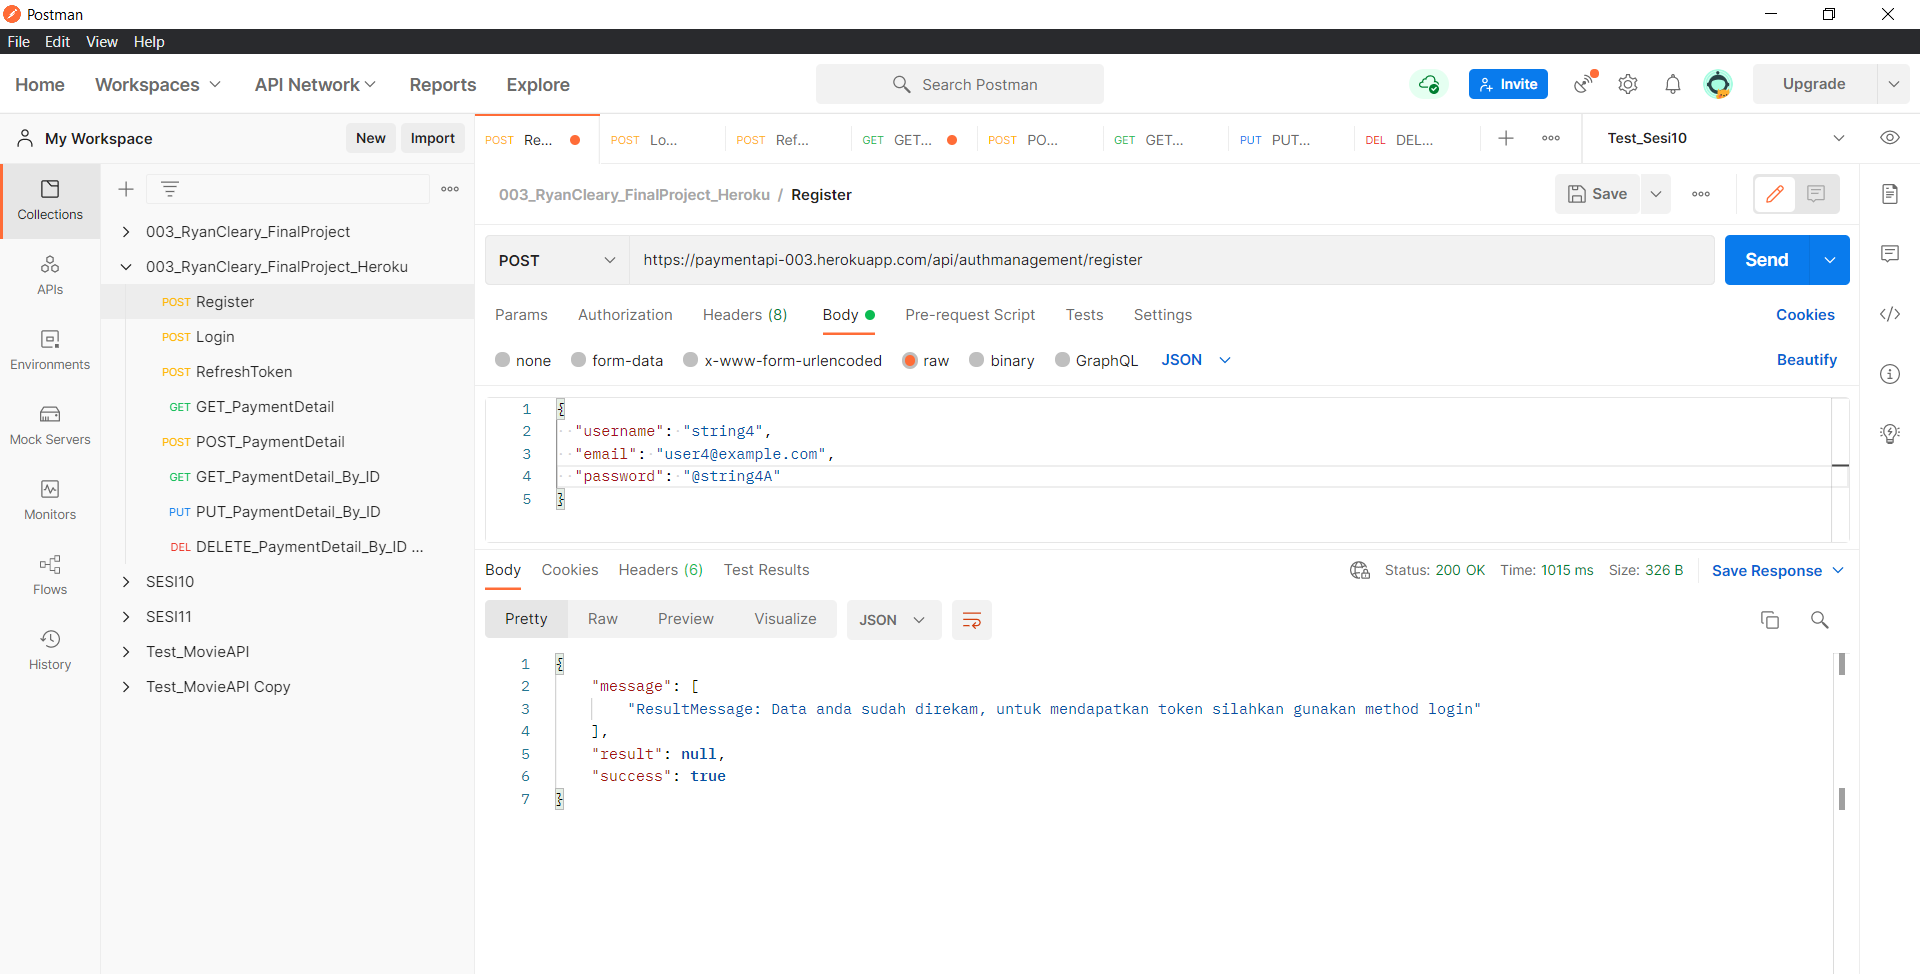 Postman
File Edit View Help
Home Workspaces API Network Reports Explore Search Postman Invite Upgrade
My Workspace New Import
POST Re... POST Lo... POST Ref... GET GET... POST PO... GET GET... PUT PUT... DEL DEL... Test_Sesi10
Collections
APIs
Environments
Mock Servers
Monitors
Flows
History
003_RyanCleary_FinalProject
003_RyanCleary_FinalProject_Heroku
POST Register
POST Login
POST RefreshToken
GET GET_PaymentDetail
POST POST_PaymentDetail
GET GET_PaymentDetail_By_ID
PUT PUT_PaymentDetail_By_ID
DEL DELETE_PaymentDetail_By_ID ...
SESI10
SESI11
Test_MovieAPI
Test_MovieAPI Copy
003_RyanCleary_FinalProject_Heroku / Register Save
POST https://paymentapi-003.herokuapp.com/api/authmanagement/register Send
Params Authorization Headers (8) Body Pre-request Script Tests Settings Cookies
none form-data x-www-form-urlencoded raw binary GraphQL JSON Beautify
1 {
2 "username": "string4",
3 "email": "user4@example.com",
4 "password": "@string4A"
5 }
Body Cookies Headers (6) Test Results Status: 200 OK Time: 1015 ms Size: 326 B Save Response
Pretty Raw Preview Visualize JSON
1 {
2 "message": [
3 "ResultMessage: Data anda sudah direkam, untuk mendapatkan token silahkan gunakan method login"
4 ],
5 "result": null,
6 "success": true
7 }